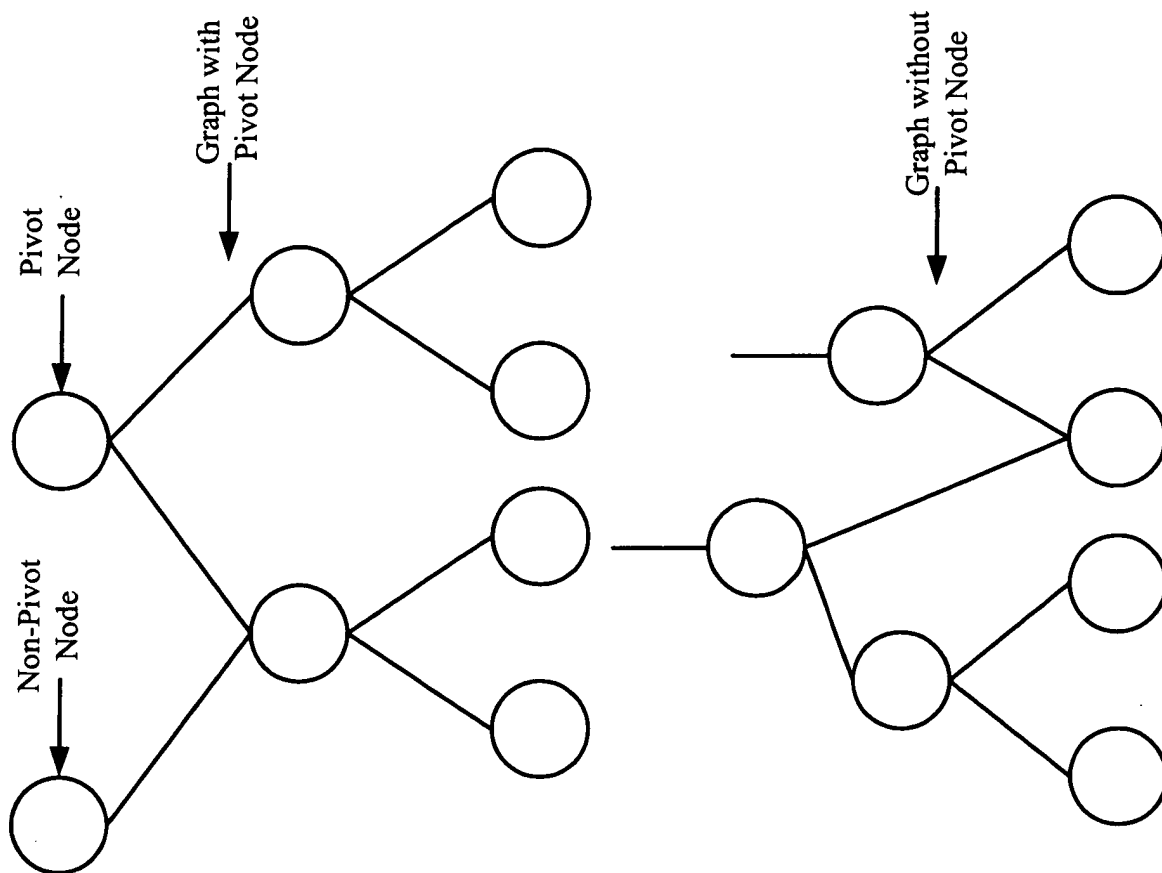 Non-Pivot
Node
Pivot
Node
Graph with
Pivot Node
Graph without
Pivot Node